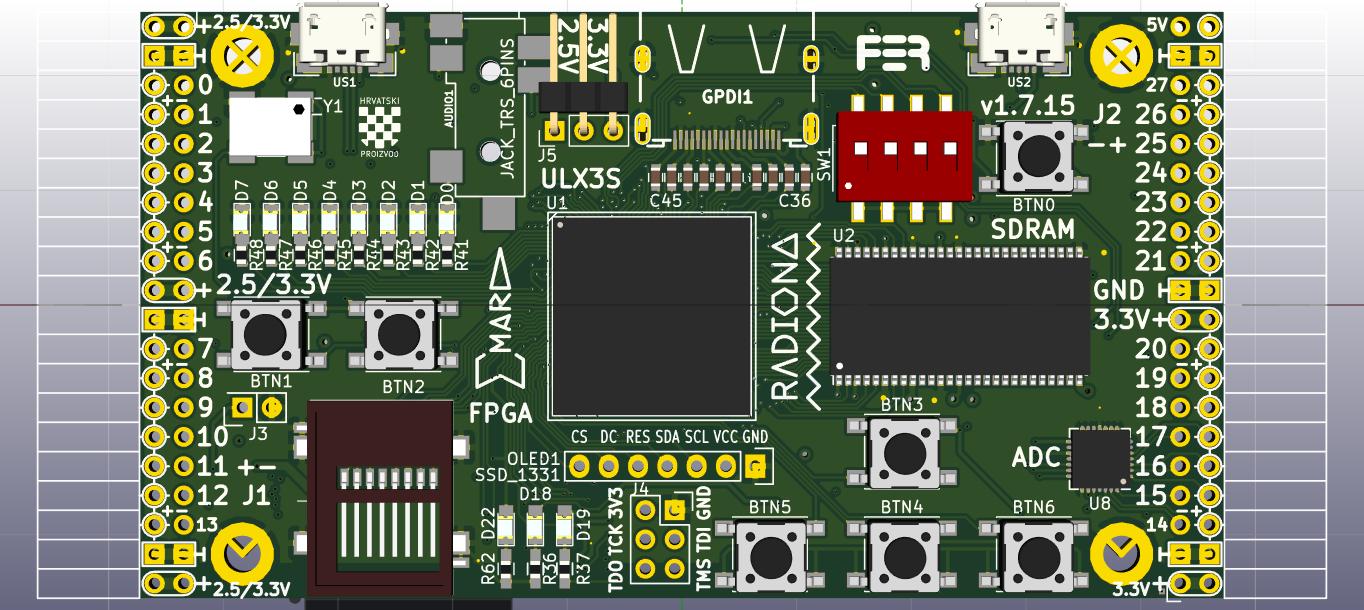 +2.5/3.3V
0
1
2
3
4
5
6
+2.5/3.3V
7
8
9
10
11 +-
12 J1
13
+2.5/3.3V
US1
Y1
HRVATSKI
PROIZVOD
AUDIO1
JACK_TRS_6PINS
2.5V
3.3V
J5
ULX3S
U1
GPDI1
C45
C36
SW1
FER
US2
v1.7.15
BTN0
SDRAM
U2
5V
27
J2 26
-+ 25
24
23
22
21
GND
3.3V+
20
19
18
17
16
15
14
3.3V+
D7
D6
D5
D4
D3
D2
D1
D0
R48
R47
R46
R45
R44
R43
R42
R41
BTN1
BTN2
J3
MARD
FPGA
RADIONA
CS DC RES SDA SCL VCC GND
OLED1
SSD_1331
D18
D22
D19
R62
R36
R37
J4
TDO TCK 3V3
TMS TDI GND
BTN3
BTN5
BTN4
BTN6
ADC
U8